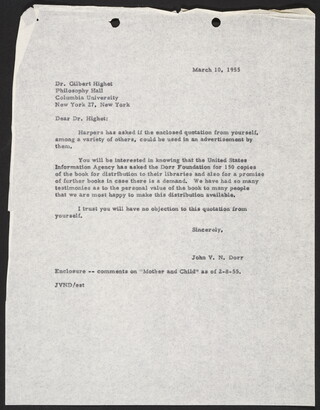 March 10, 1955
Dr. Gilbert Highet
Philosophy Hall
Columbia University
New York 27, New York
Dear Dr. Highet:
Harpers has asked if the enclosed quotation from yourself,
among a variety of others, could be used in an advertisement by
them.
You will be interested in knowing that the United States
Information Agency has asked the Dorr Foundation for 150 copies
of the book for distribution to their libraries and also for a promise
of further books in case there is a demand. We have had so many
testimonies as to the personal value of the book to many people
that we are most happy to make this distribution available.
I trust you will have no objection to this quotation from
yourself.
Sincerely,
John V. N. Dorr
Enclosure -- comments on "Mother and Child" as of 2-8-55.
JVND/est